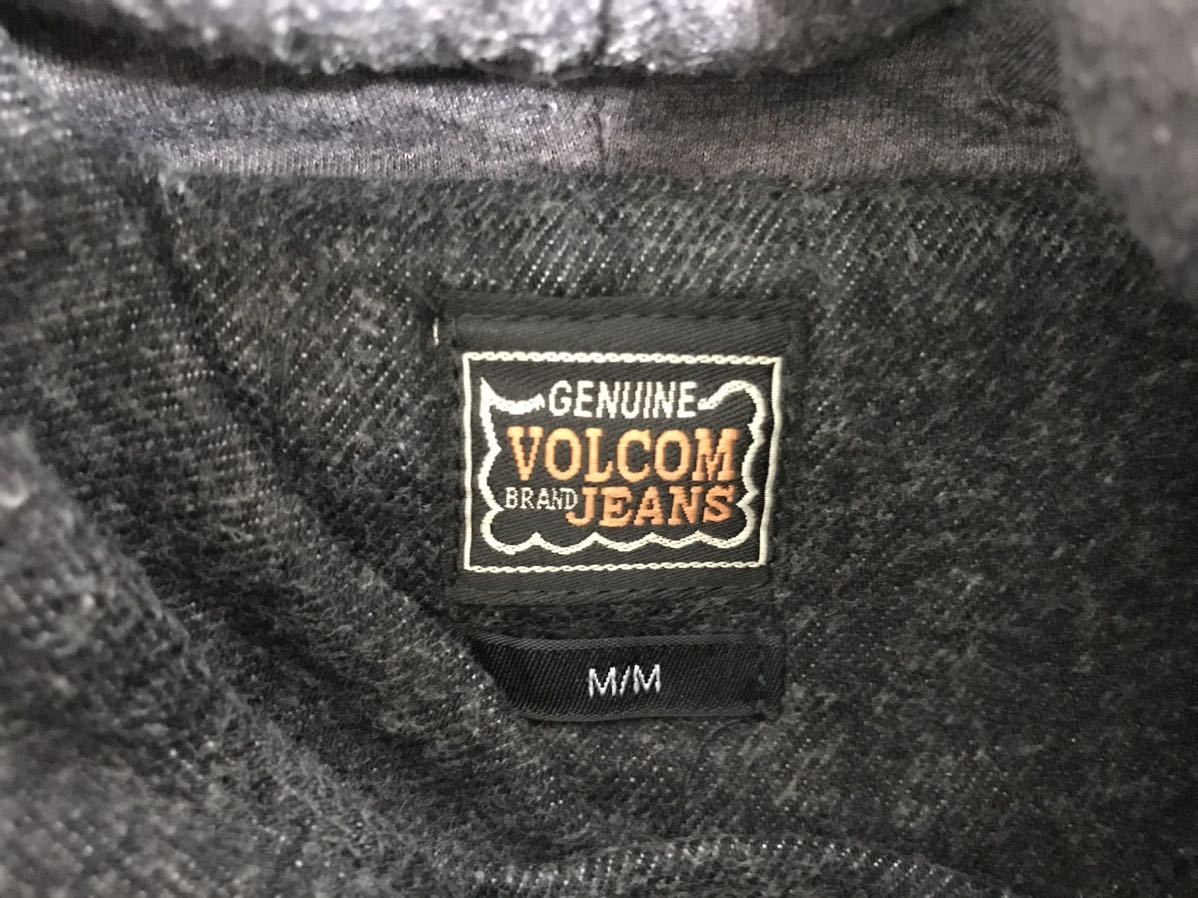 GENUINE
VOLCOM
BRAND JEANS
M/M